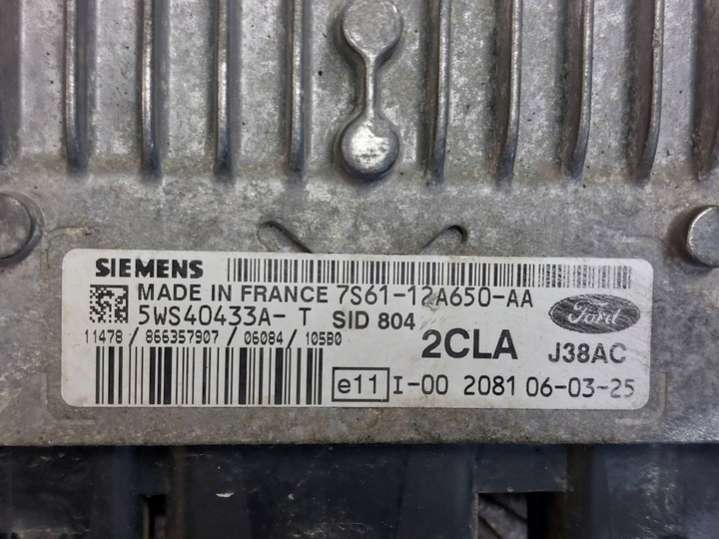 SIEMENS
MADE IN FRANCE 7S61-12A650-AA
5WS40433A- T SID 804
Ford
11478 / 866357907 / 06084 / 10580
2CLA J38AC
e11 I-00 2081 06-03-25